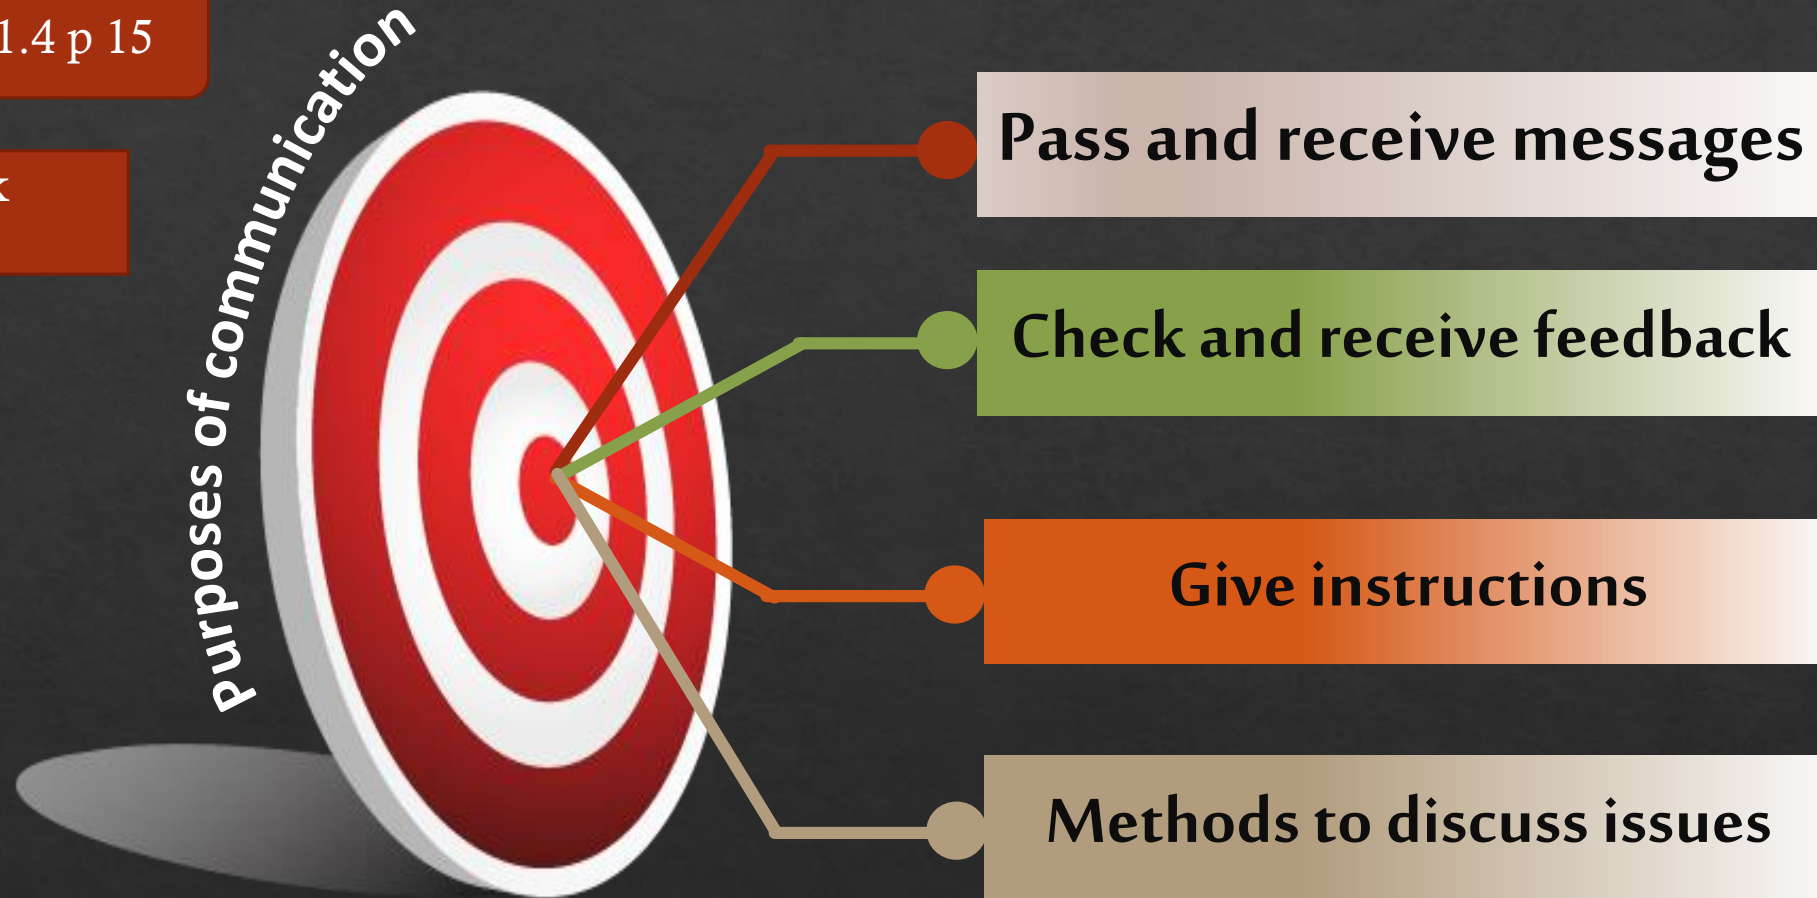 1.4 p 15
k
Purposes of communication
Pass and receive messages
Check and receive feedback
Give instructions
Methods to discuss issues